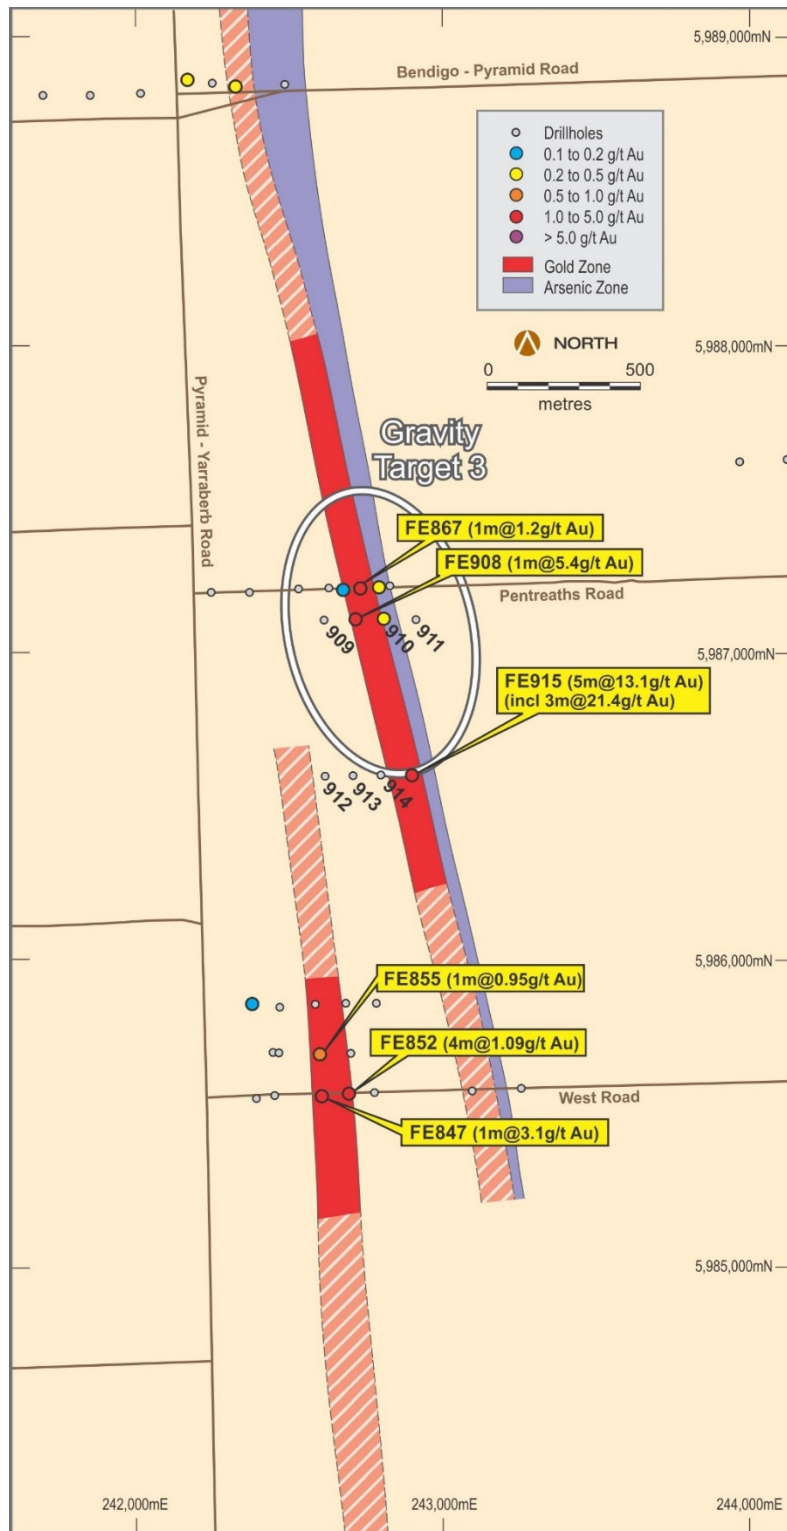 5,989,000mN
Bendigo - Pyramid Road
Drillholes
0.1 to 0.2 g/t Au
0.2 to 0.5 g/t Au
0.5 to 1.0 g/t Au
1.0 to 5.0 g/t Au
> 5.0 g/t Au
Gold Zone
Arsenic Zone
NORTH
0 500
metres
5,988,000mN
Pyramid - Yarraberb Road
Gravity
Target 3
FE867 (1m@1.2g/t Au)
FE908 (1m@5.4g/t Au)
Pentreaths Road
909
910
911
5,987,000mN
FE915 (5m@13.1g/t Au)
(incl 3m@21.4g/t Au)
912
913
914
5,986,000mN
FE855 (1m@0.95g/t Au)
FE852 (4m@1.09g/t Au)
West Road
FE847 (1m@3.1g/t Au)
5,985,000mN
242,000mE
243,000mE
244,000mE